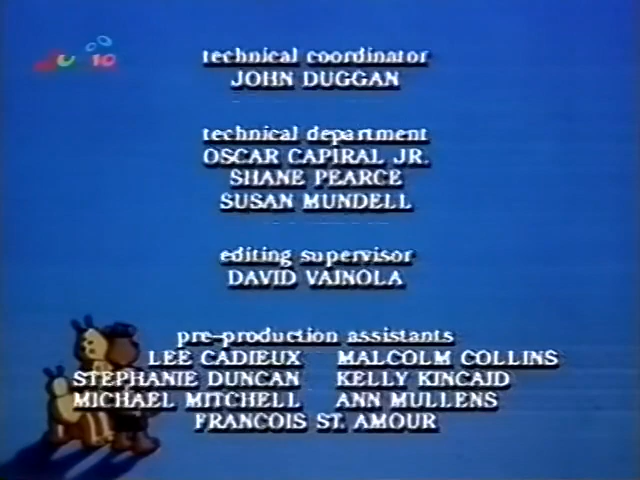 technical coordinator
JOHN DUGGAN
technical department
OSCAR CAPIRAL JR.
SHANE PEARCE
SUSAN MUNDELL
editing supervisor
DAVID VAJNOLA
pre-production assistants
LEE CADIEUX MALCOLM COLLINS
STEPHANIE DUNCAN KELLY KINCAID
MICHAEL MITCHELL ANN MULLENS
FRANCOIS ST. AMOUR